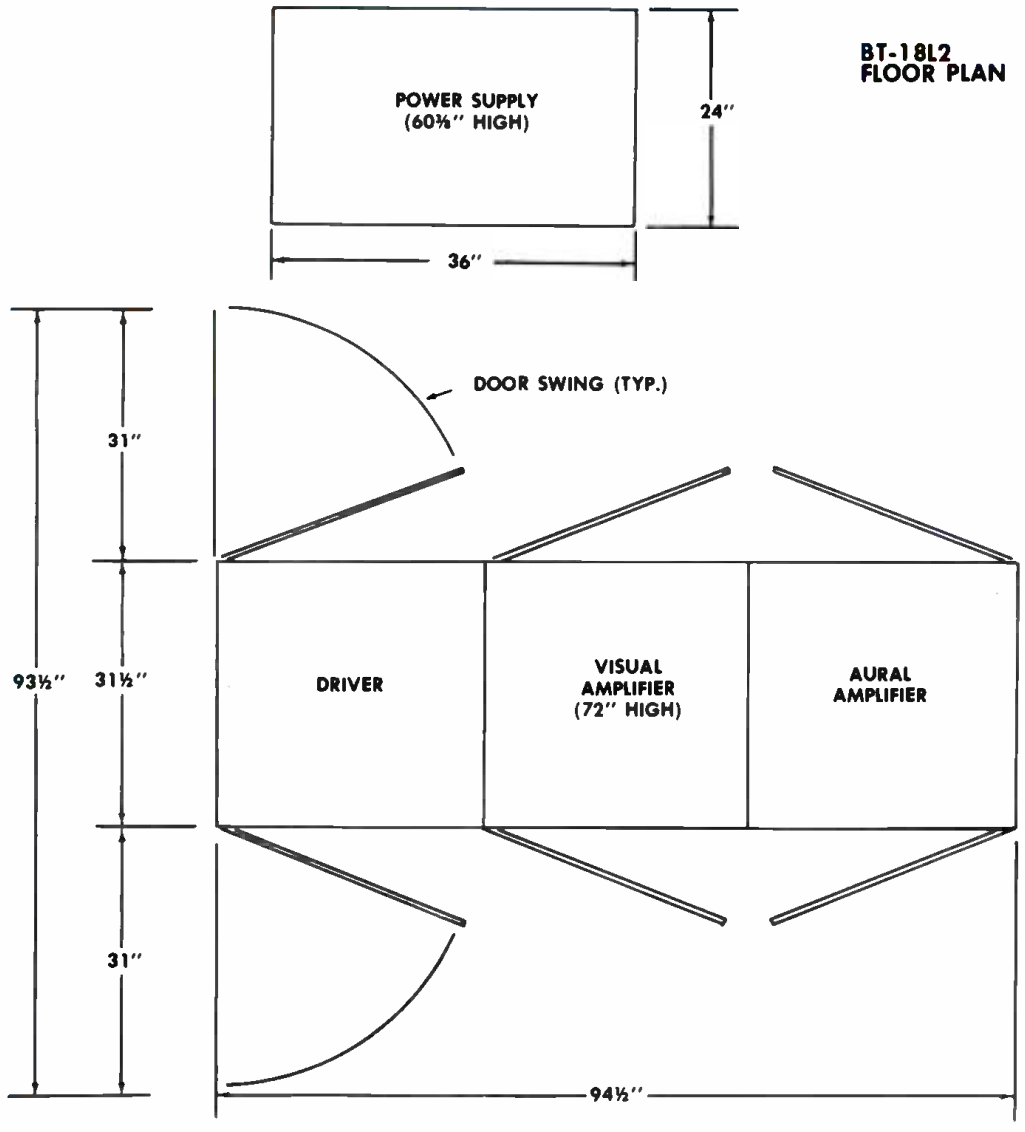 BT-18L2
FLOOR PLAN
POWER SUPPLY
(60⅜" HIGH)
24"
36"
DOOR SWING (TYP.)
31"
93½"
31½"
DRIVER
VISUAL
AMPLIFIER
(72" HIGH)
AURAL
AMPLIFIER
31"
94½"